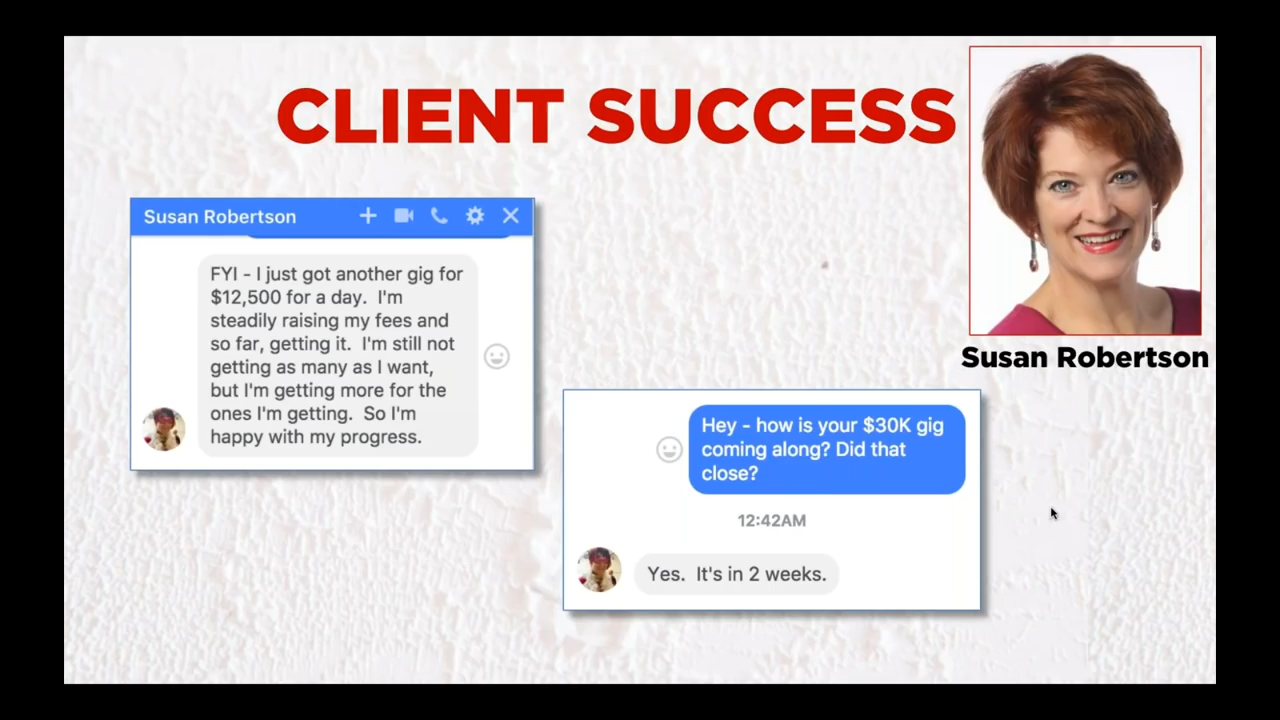 CLIENT SUCCESS
Susan Robertson
FYI - I just got another gig for
$12,500 for a day.  I'm
steadily raising my fees and
so far, getting it.  I'm still not
getting as many as I want,
but I'm getting more for the
ones I'm getting.  So I'm
happy with my progress.
Susan Robertson
Hey - how is your $30K gig
coming along? Did that
close?
12:42AM
Yes.  It's in 2 weeks.